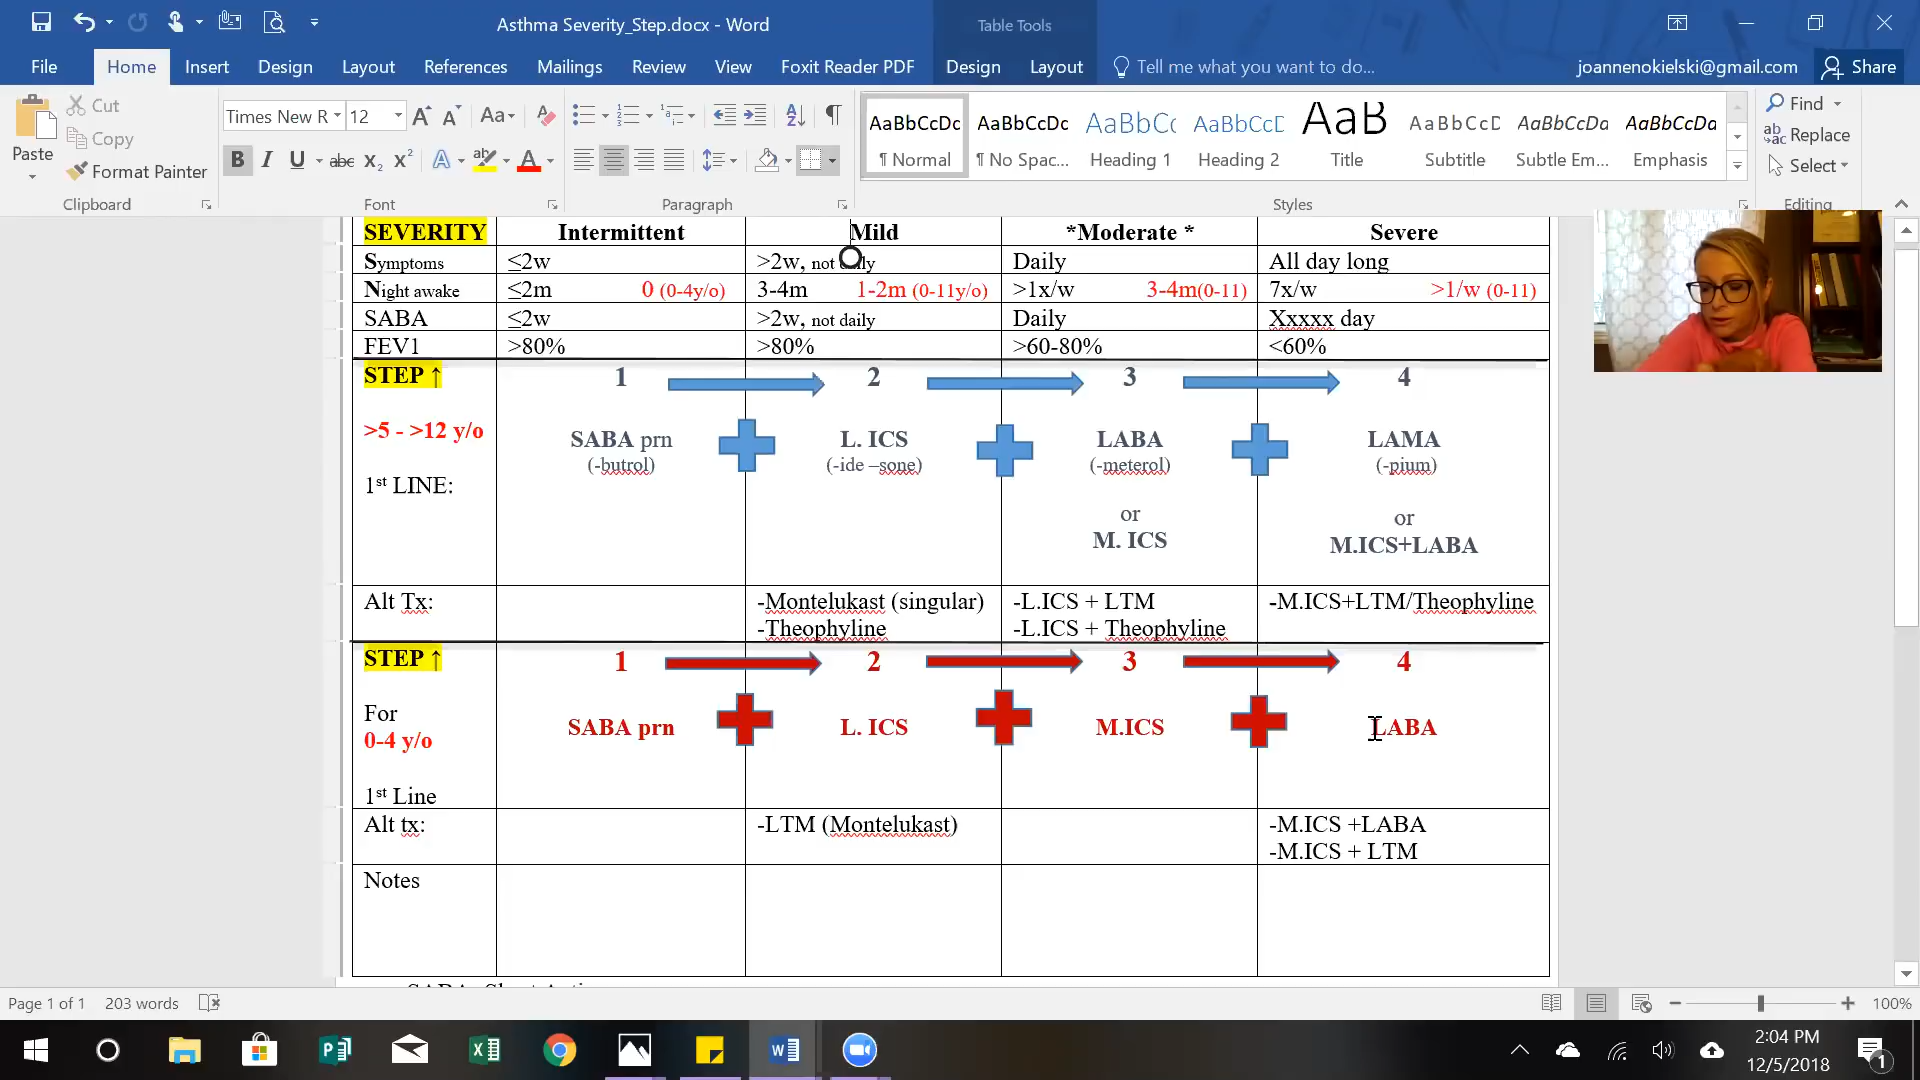 Asthma Severity_Step.docx - Word
Table Tools
File Home Insert Design Layout References Mailings Review View Foxit Reader PDF Design Layout Tell me what you want to do... joannenokielski@gmail.com Share
Paste
Cut
Copy
Format Painter
Clipboard
Times New R 12
Font
Paragraph
AaBbCcDc AaBbCcDc AaBbCc AaBbCcD AaB AaBbCcD AaBbCcDd AaBbCcDd
¶ Normal ¶ No Spac... Heading 1 Heading 2 Title Subtitle Subtle Em... Emphasis
Styles
Find
Replace
Select
Editing
SEVERITY Intermittent Mild *Moderate * Severe
Symptoms ≤2w >2w, not daily Daily All day long
Night awake ≤2m 0 (0-4y/o) 3-4m 1-2m (0-11y/o) >1x/w 3-4m(0-11) 7x/w >1/w (0-11)
SABA ≤2w >2w, not daily Daily Xxxxx day
FEV1 >80% >80% >60-80% <60%
STEP ↑ 1 2 3 4
>5 - >12 y/o
SABA prn L. ICS LABA LAMA
(-butrol) (-ide –sone) (-meterol) (-pium)
1st LINE:
or or
M. ICS M.ICS+LABA
Alt Tx: -Montelukast (singular) -L.ICS + LTM -M.ICS+LTM/Theophyline
-Theophyline -L.ICS + Theophyline
STEP ↑ 1 2 3 4
For
0-4 y/o
SABA prn L. ICS M.ICS LABA
1st Line
Alt tx: -LTM (Montelukast) -M.ICS +LABA
-M.ICS + LTM
Notes
Page 1 of 1 203 words 100%
2:04 PM
12/5/2018
1